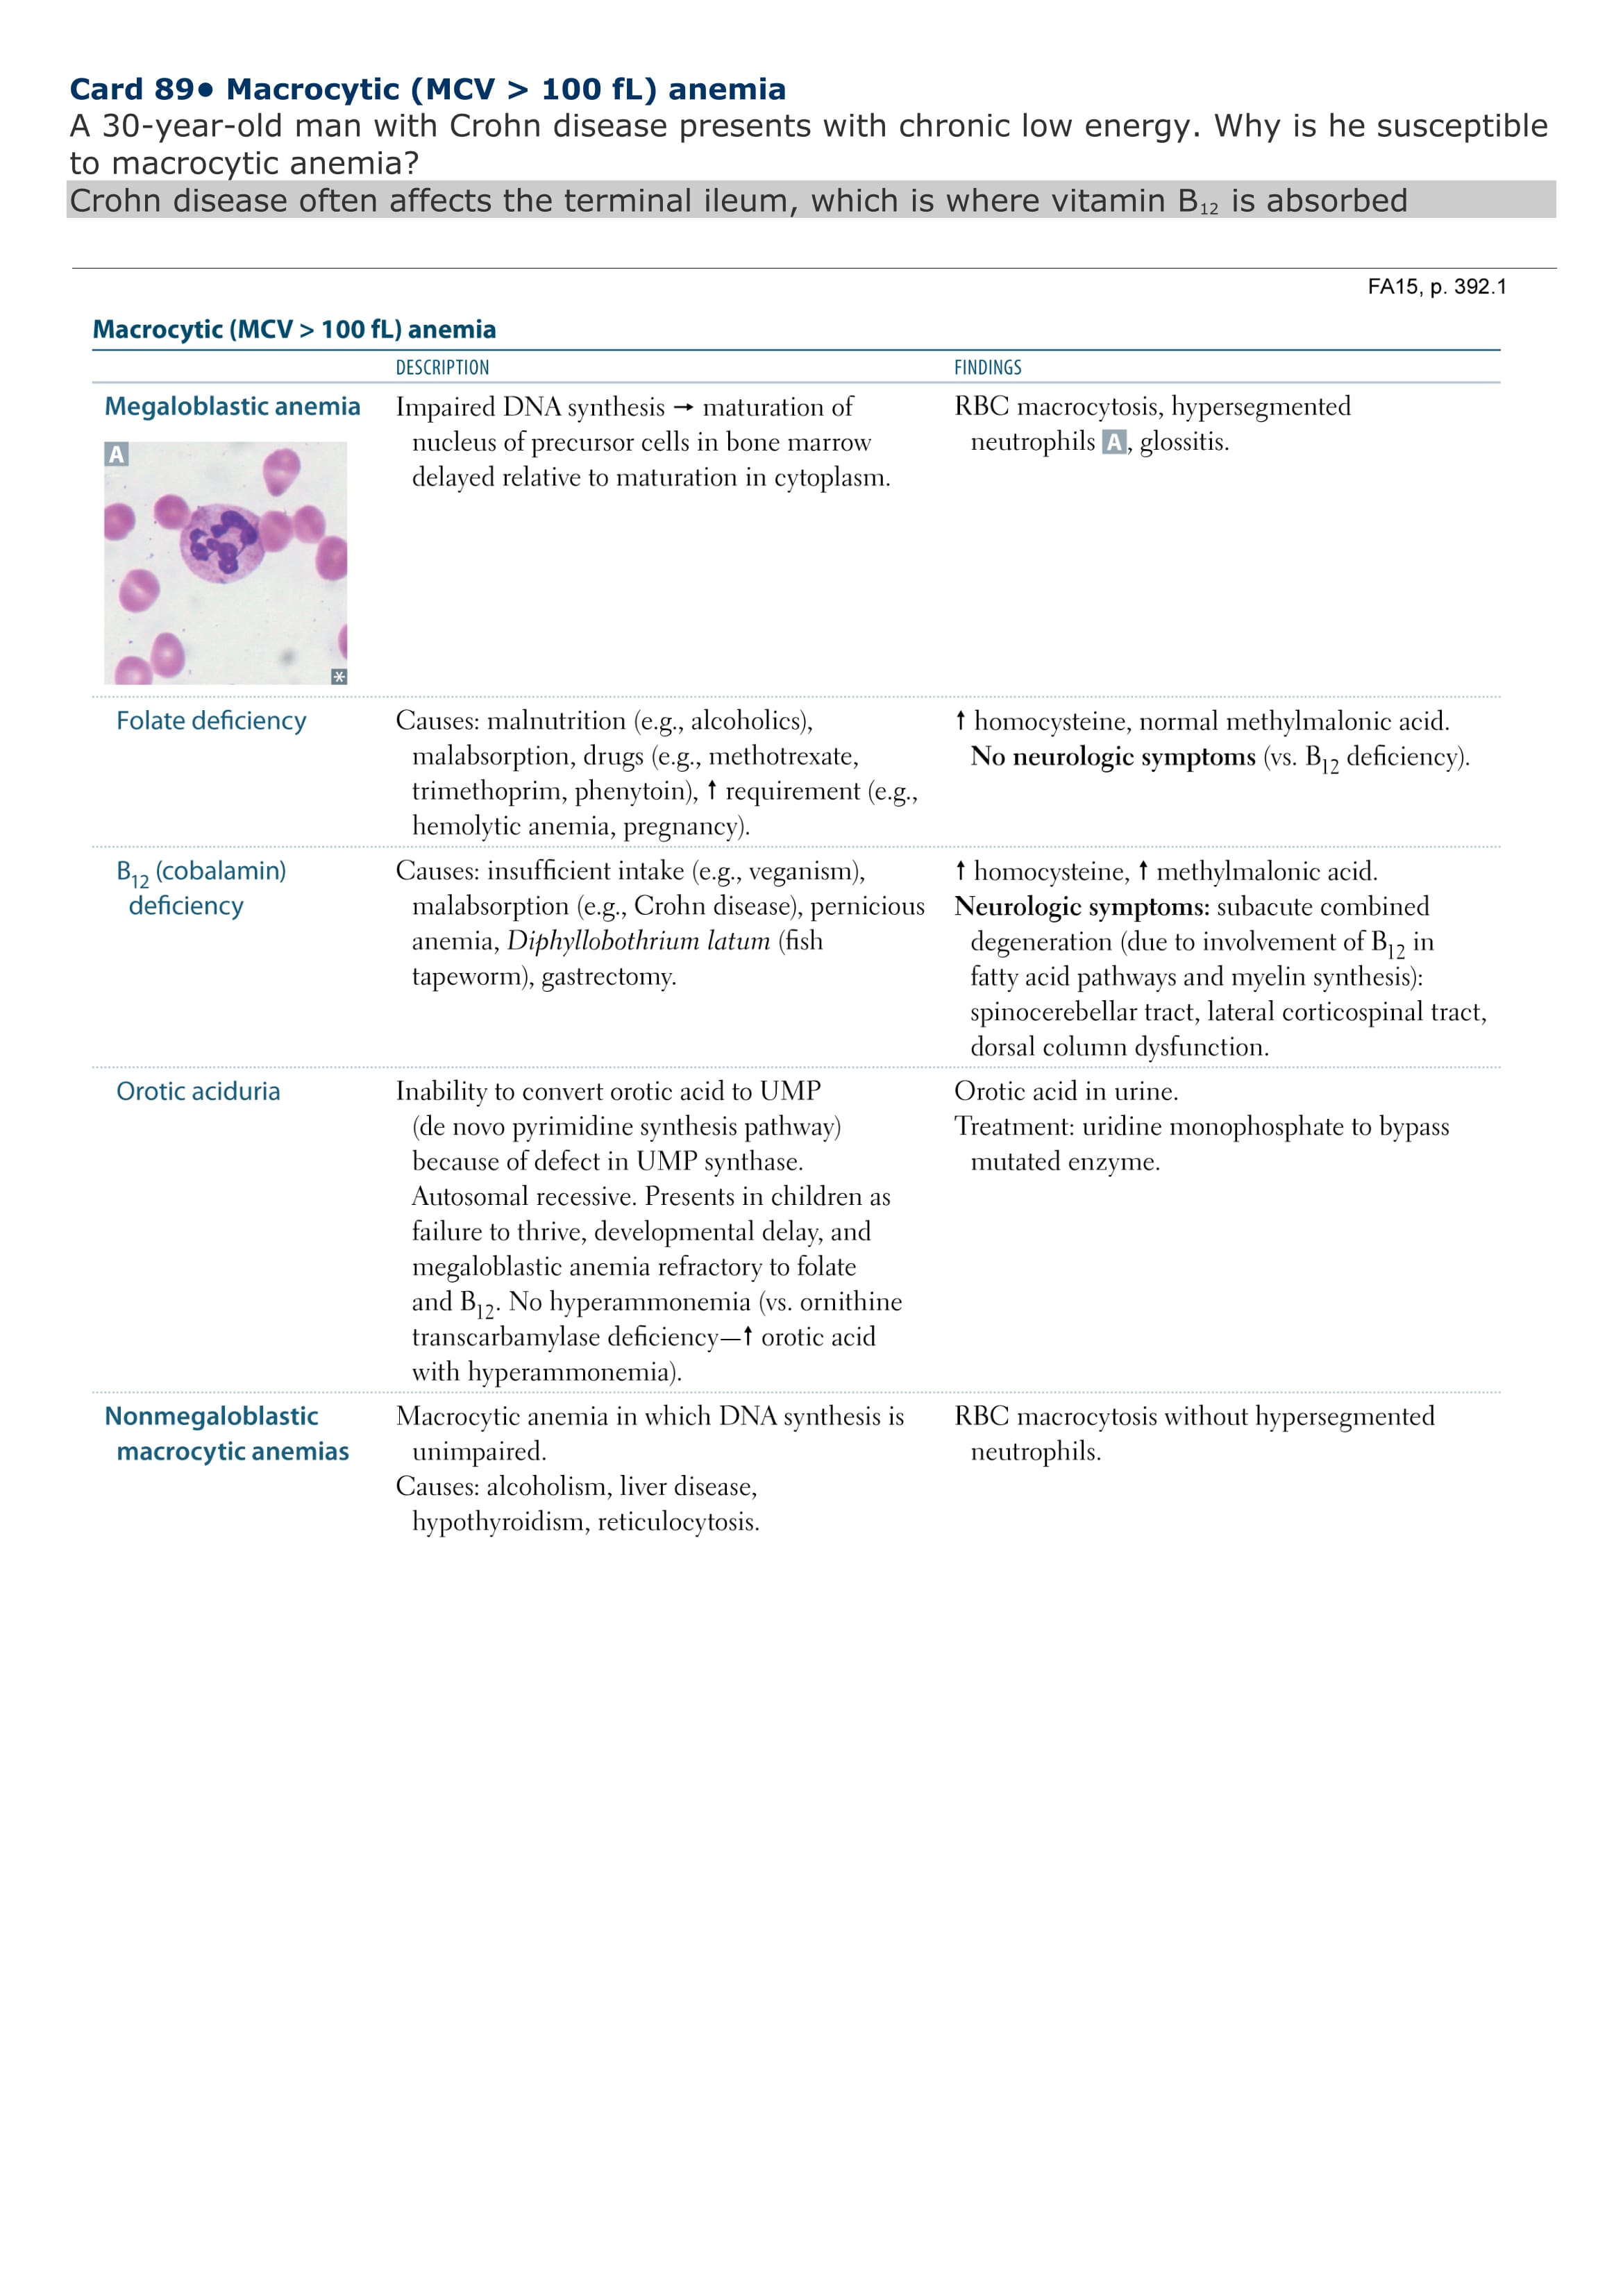 Card 89● Macrocytic (MCV > 100 fL) anemia
A 30-year-old man with Crohn disease presents with chronic low energy. Why is he susceptible
to macrocytic anemia?
Crohn disease often affects the terminal ileum, which is where vitamin B12 is absorbed
FA15, p. 392.1
Macrocytic (MCV > 100 fL) anemia
DESCRIPTION
FINDINGS
Megaloblastic anemia
A
*
Impaired DNA synthesis → maturation of
nucleus of precursor cells in bone marrow
delayed relative to maturation in cytoplasm.
RBC macrocytosis, hypersegmented
neutrophils A, glossitis.
Folate deficiency
Causes: malnutrition (e.g., alcoholics),
malabsorption, drugs (e.g., methotrexate,
trimethoprim, phenytoin), ↑ requirement (e.g.,
hemolytic anemia, pregnancy).
↑ homocysteine, normal methylmalonic acid.
No neurologic symptoms (vs. B12 deficiency).
B12 (cobalamin)
deficiency
Causes: insufficient intake (e.g., veganism),
malabsorption (e.g., Crohn disease), pernicious
anemia, Diphyllobothrium latum (fish
tapeworm), gastrectomy.
↑ homocysteine, ↑ methylmalonic acid.
Neurologic symptoms: subacute combined
degeneration (due to involvement of B12 in
fatty acid pathways and myelin synthesis):
spinocerebellar tract, lateral corticospinal tract,
dorsal column dysfunction.
Orotic aciduria
Inability to convert orotic acid to UMP
(de novo pyrimidine synthesis pathway)
because of defect in UMP synthase.
Autosomal recessive. Presents in children as
failure to thrive, developmental delay, and
megaloblastic anemia refractory to folate
and B12. No hyperammonemia (vs. ornithine
transcarbamylase deficiency—↑ orotic acid
with hyperammonemia).
Orotic acid in urine.
Treatment: uridine monophosphate to bypass
mutated enzyme.
Nonmegaloblastic
macrocytic anemias
Macrocytic anemia in which DNA synthesis is
unimpaired.
Causes: alcoholism, liver disease,
hypothyroidism, reticulocytosis.
RBC macrocytosis without hypersegmented
neutrophils.